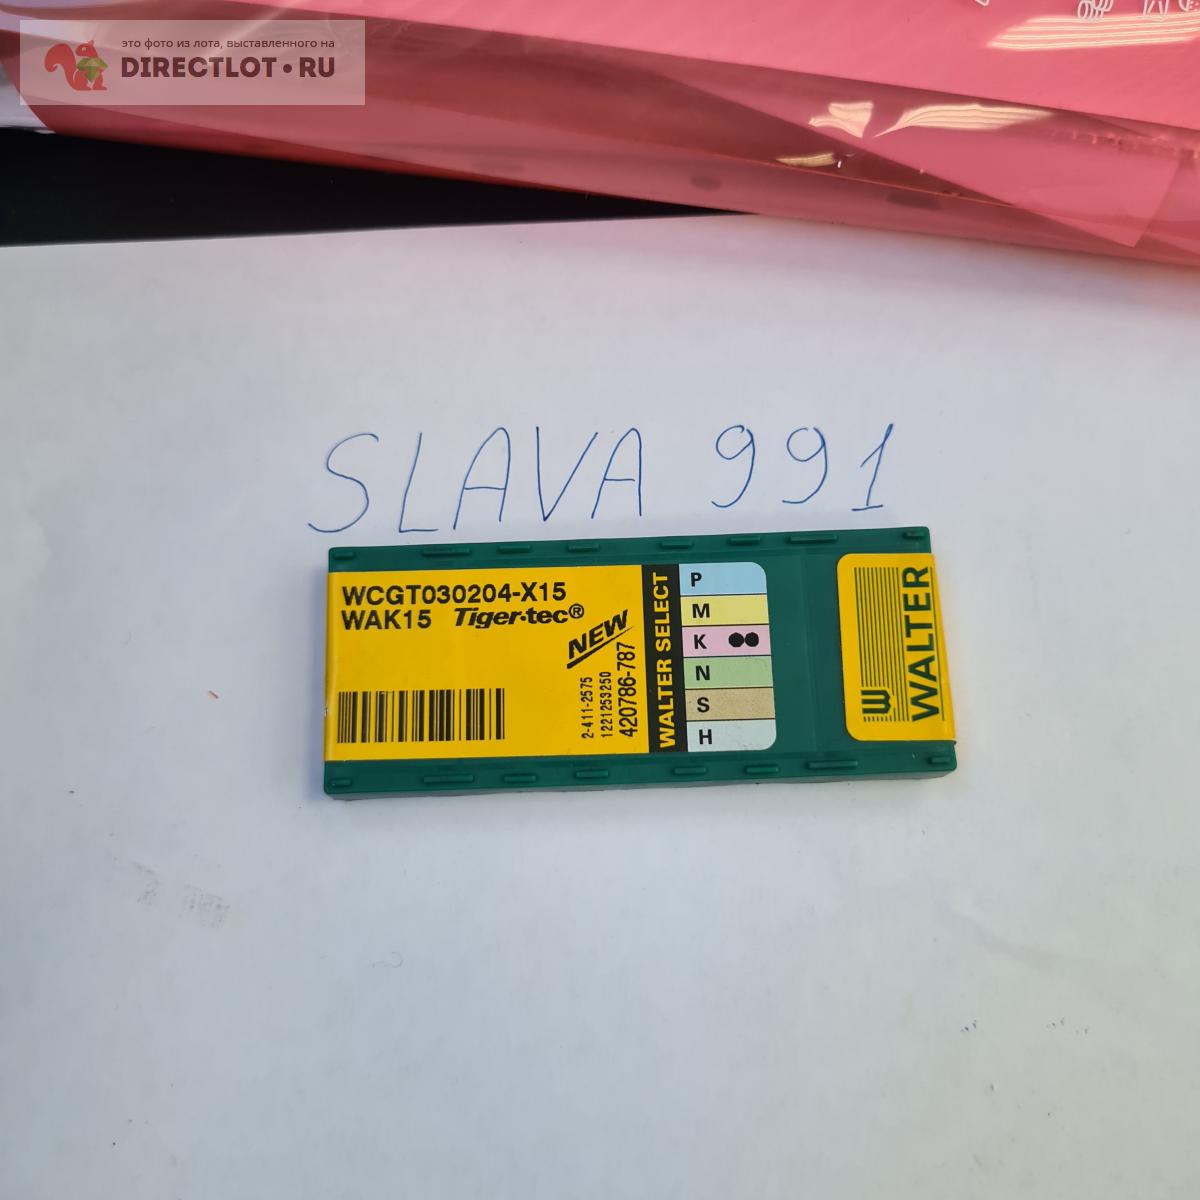 это фото из лота, выставленного на
DIRECTLOT•RU
SLAVA 991
WCGT030204-X15
WAK15 Tiger·tec®
NEW
2-411-2575
1221253250
420786-787
WALTER SELECT
P
M
K
N
S
H
WALTER